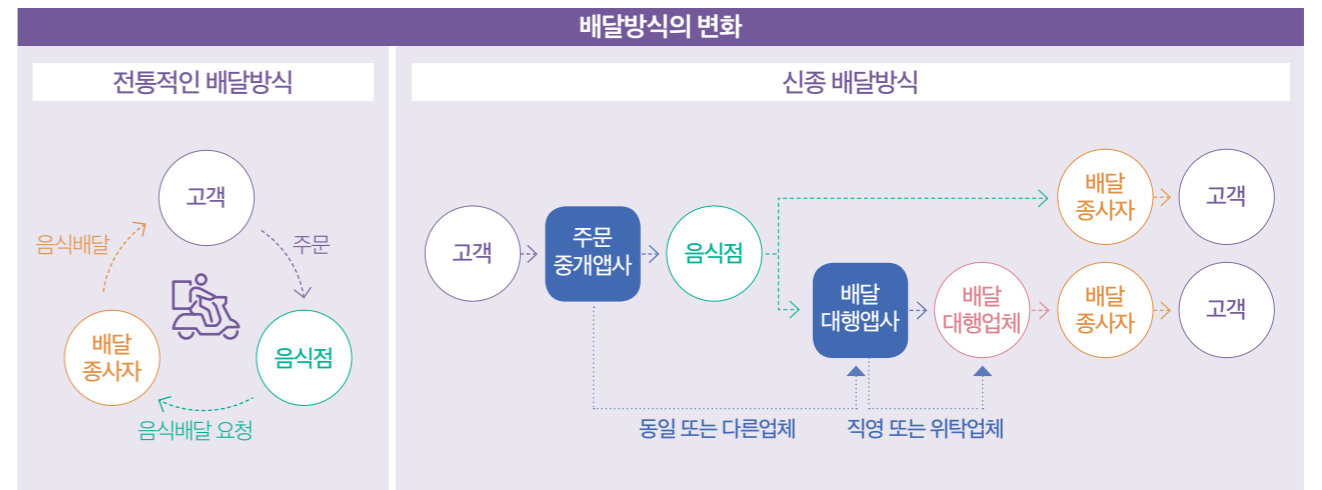 배달방식의 변화
전통적인 배달방식
고객
음식배달
주문
배달
종사자
음식점
음식배달 요청
신종 배달방식
고객
주문
중개앱사
음식점
배달
종사자
고객
배달
대행앱사
배달
대행업체
배달
종사자
고객
동일 또는 다른업체
직영 또는 위탁업체